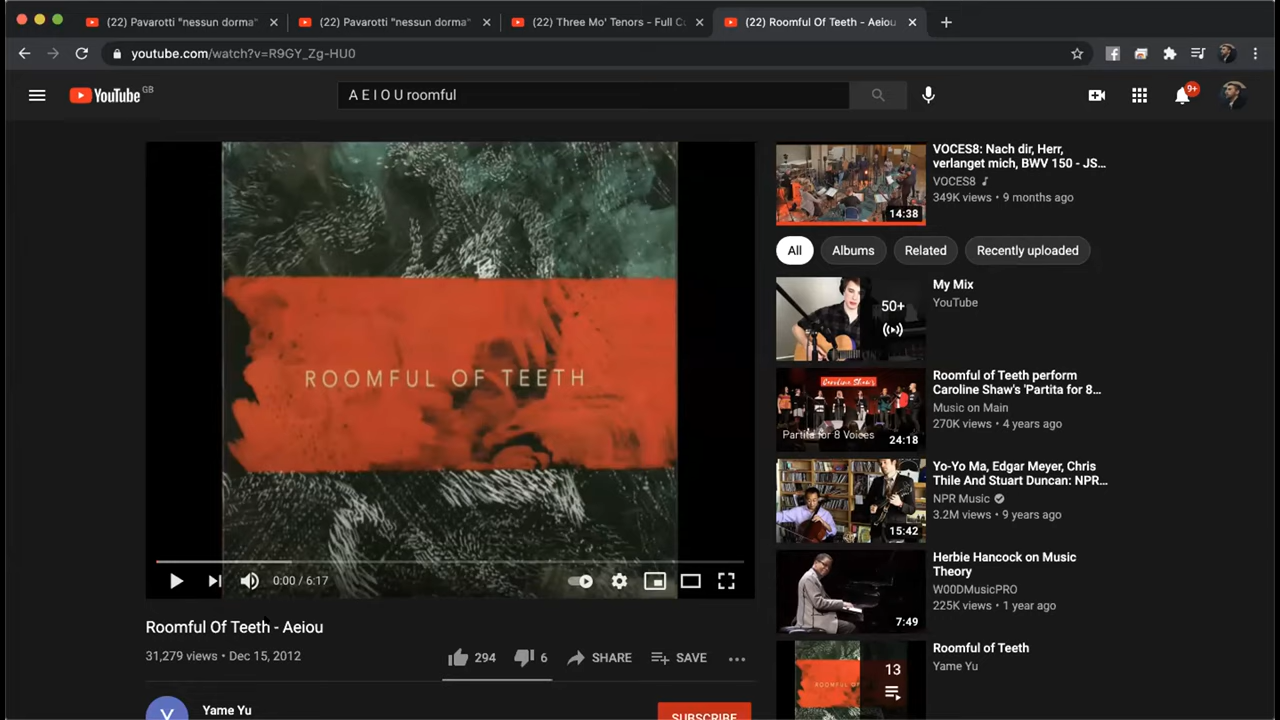 (22) Pavarotti "nessun dorma"
(22) Pavarotti "nessun dorma"
(22) Three Mo' Tenors - Full Co
(22) Roomful Of Teeth - Aeiou
youtube.com/watch?v=R9GY_Zg-HU0
YouTube GB
A E I O U roomful
9+
ROOMFUL OF TEETH
0:00 / 6:17
Roomful Of Teeth - Aeiou
31,279 views • Dec 15, 2012
294
6
SHARE
SAVE
Y
Yame Yu
SUBSCRIBE
VOCES8: Nach dir, Herr,
verlanget mich, BWV 150 - JS...
VOCES8
349K views • 9 months ago
14:38
All
Albums
Related
Recently uploaded
50+
My Mix
YouTube
Caroline Shaw's
Partita for 8 Voices
24:18
Roomful of Teeth perform
Caroline Shaw's 'Partita for 8...
Music on Main
270K views • 4 years ago
15:42
Yo-Yo Ma, Edgar Meyer, Chris
Thile And Stuart Duncan: NPR...
NPR Music
3.2M views • 9 years ago
7:49
Herbie Hancock on Music
Theory
W00DMusicPRO
225K views • 1 year ago
ROOMFUL OF
13
Roomful of Teeth
Yame Yu